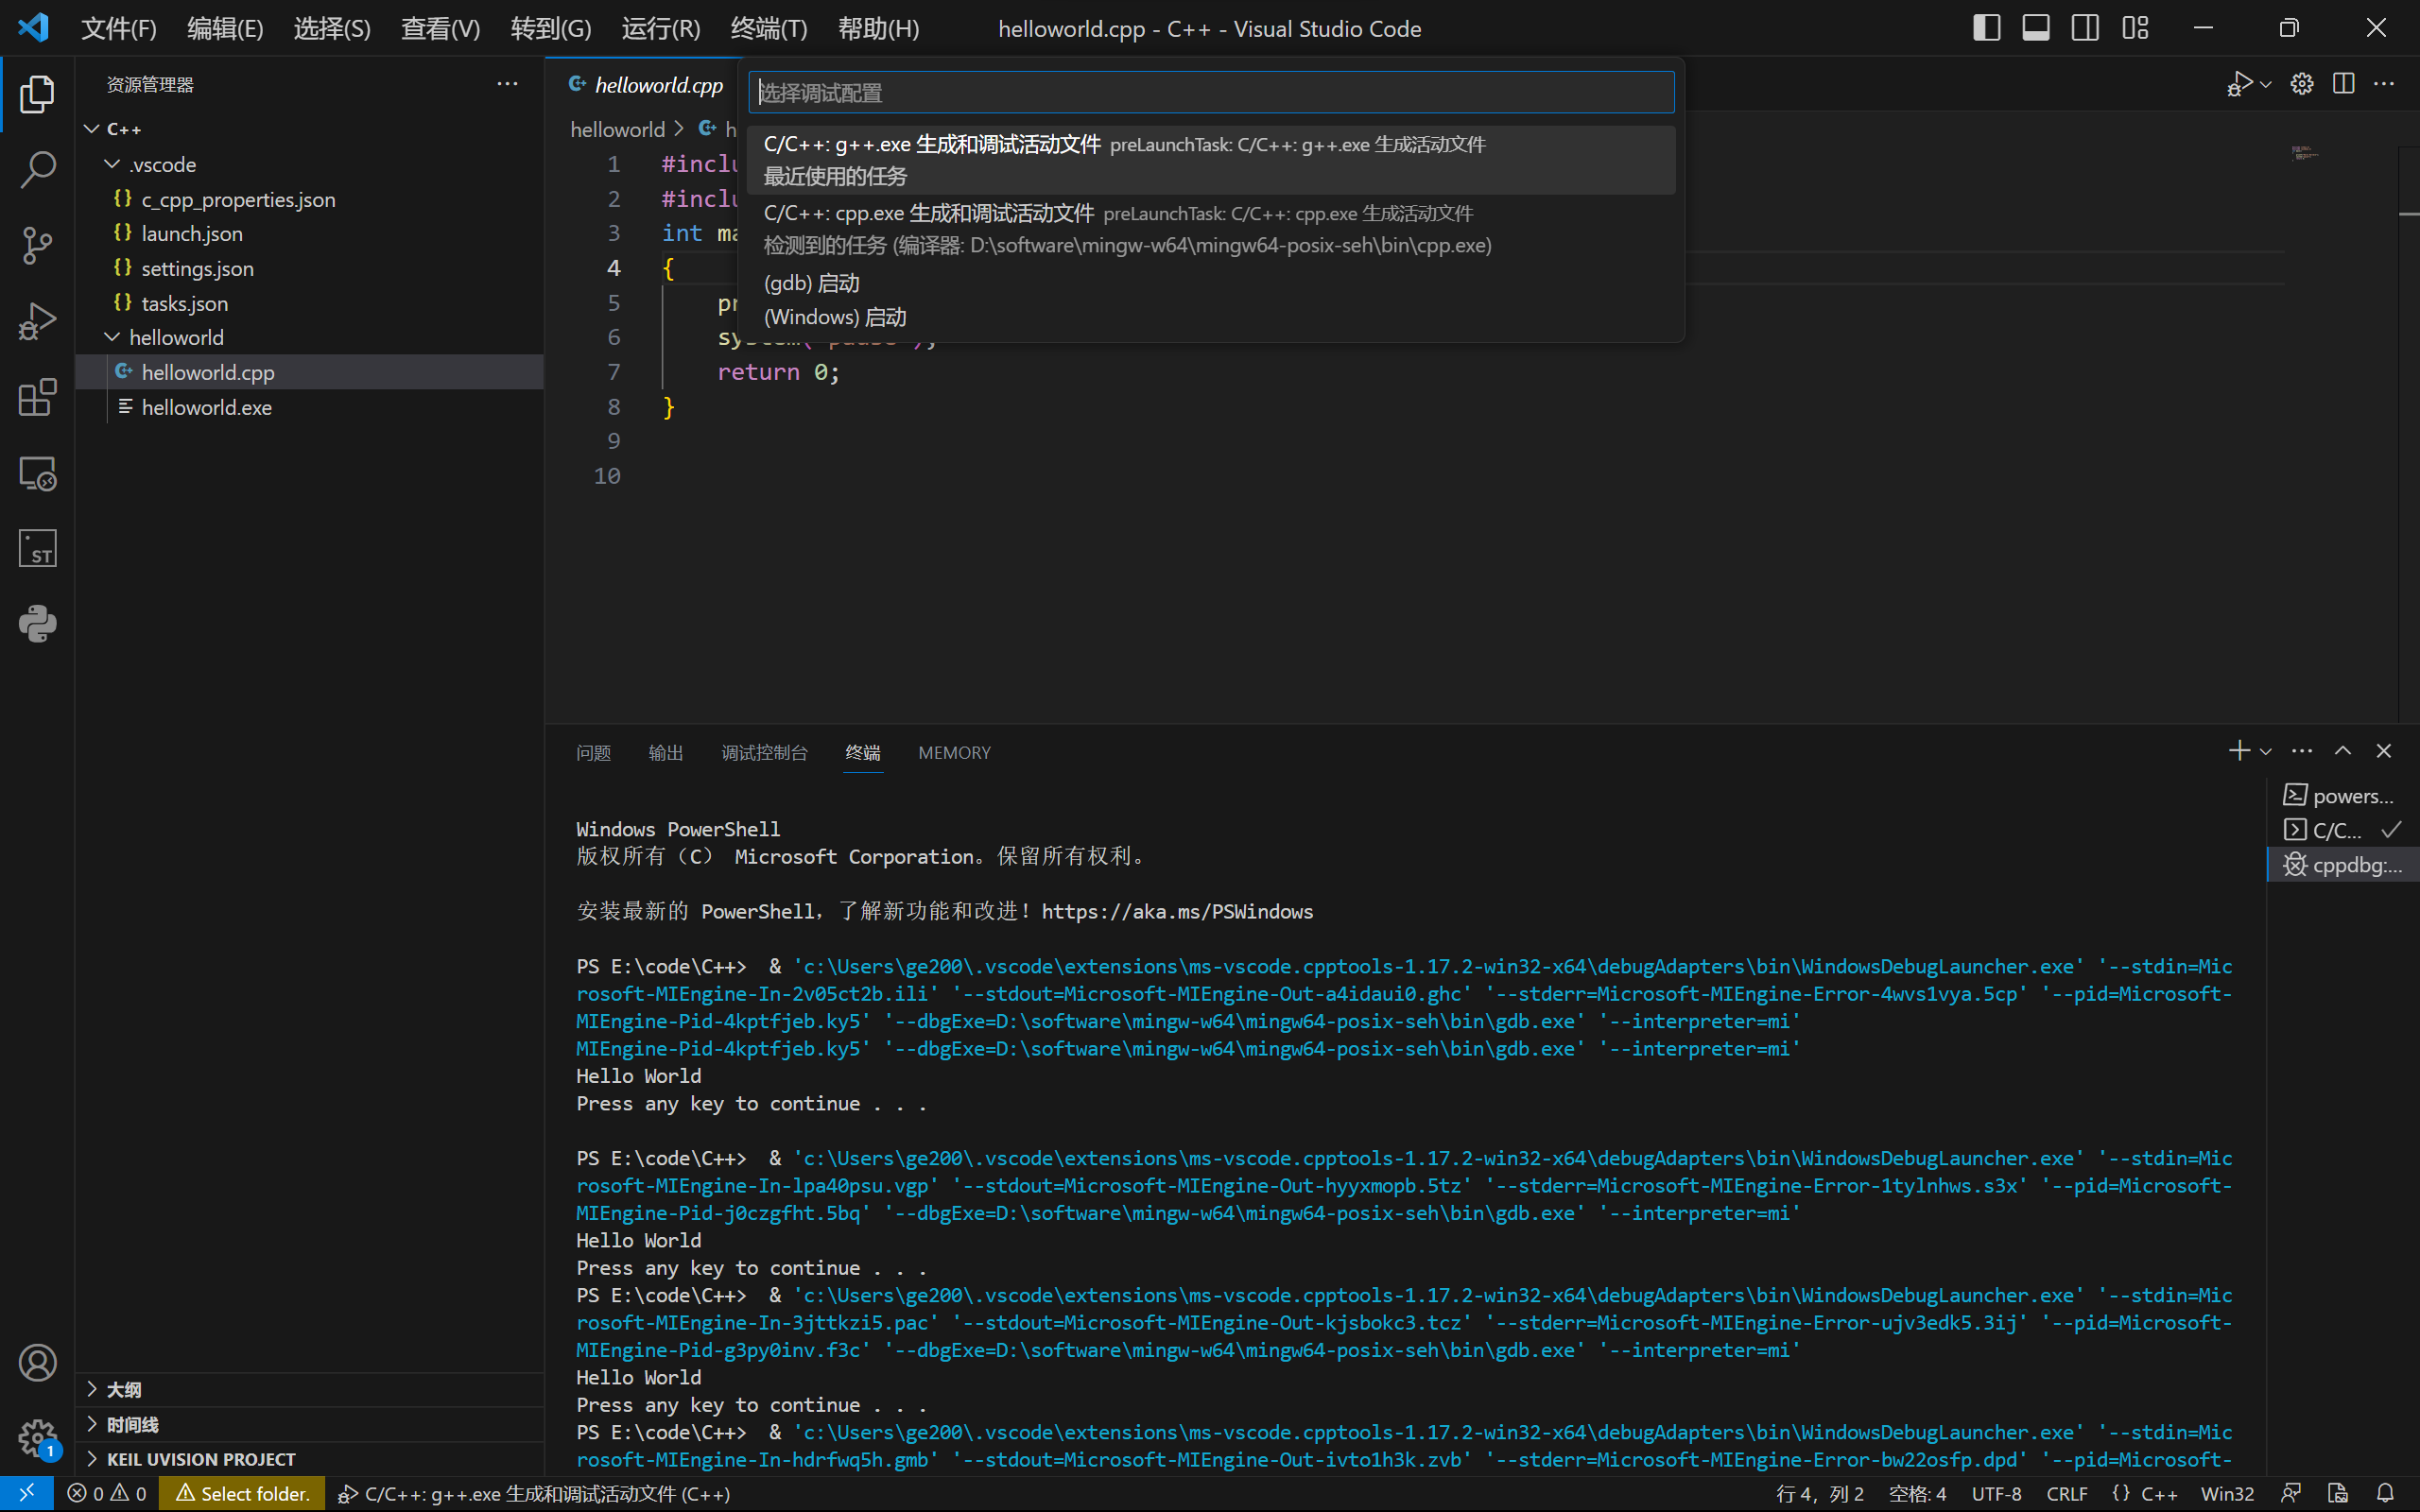 文件(F) 编辑(E) 选择(S) 查看(V) 转到(G) 运行(R) 终端(T) 帮助(H) helloworld.cpp - C++ - Visual Studio Code
资源管理器
C++
.vscode
c_cpp_properties.json
launch.json
settings.json
tasks.json
helloworld
helloworld.cpp
helloworld.exe
大纲
时间线
KEIL UVISION PROJECT
helloworld.cpp
选择调试配置
C/C++: g++.exe 生成和调试活动文件 preLaunchTask: C/C++: g++.exe 生成活动文件
最近使用的任务
C/C++: cpp.exe 生成和调试活动文件 preLaunchTask: C/C++: cpp.exe 生成活动文件
检测到的任务 (编译器: D:\software\mingw-w64\mingw64-posix-seh\bin\cpp.exe)
(gdb) 启动
(Windows) 启动
helloworld > h
1 #inclu
2 #inclu
3 int ma
4 {
5 pr
6
7 return 0;
8 }
9
10
问题 输出 调试控制台 终端 MEMORY
Windows PowerShell
版权所有（C） Microsoft Corporation。保留所有权利。
安装最新的 PowerShell，了解新功能和改进！https://aka.ms/PSWindows
PS E:\code\C++>  & 'c:\Users\ge200\.vscode\extensions\ms-vscode.cpptools-1.17.2-win32-x64\debugAdapters\bin\WindowsDebugLauncher.exe' '--stdin=Mic
rosoft-MIEngine-In-2v05ct2b.ili' '--stdout=Microsoft-MIEngine-Out-a4idaui0.ghc' '--stderr=Microsoft-MIEngine-Error-4wvs1vya.5cp' '--pid=Microsoft-
MIEngine-Pid-4kptfjeb.ky5' '--dbgExe=D:\software\mingw-w64\mingw64-posix-seh\bin\gdb.exe' '--interpreter=mi'
MIEngine-Pid-4kptfjeb.ky5' '--dbgExe=D:\software\mingw-w64\mingw64-posix-seh\bin\gdb.exe' '--interpreter=mi'
Hello World
Press any key to continue . . .
PS E:\code\C++>  & 'c:\Users\ge200\.vscode\extensions\ms-vscode.cpptools-1.17.2-win32-x64\debugAdapters\bin\WindowsDebugLauncher.exe' '--stdin=Mic
rosoft-MIEngine-In-lpa40psu.vgp' '--stdout=Microsoft-MIEngine-Out-hyyxmopb.5tz' '--stderr=Microsoft-MIEngine-Error-1tylnhws.s3x' '--pid=Microsoft-
MIEngine-Pid-j0czgfht.5bq' '--dbgExe=D:\software\mingw-w64\mingw64-posix-seh\bin\gdb.exe' '--interpreter=mi'
Hello World
Press any key to continue . . .
PS E:\code\C++>  & 'c:\Users\ge200\.vscode\extensions\ms-vscode.cpptools-1.17.2-win32-x64\debugAdapters\bin\WindowsDebugLauncher.exe' '--stdin=Mic
rosoft-MIEngine-In-3jttkzi5.pac' '--stdout=Microsoft-MIEngine-Out-kjsbokc3.tcz' '--stderr=Microsoft-MIEngine-Error-ujv3edk5.3ij' '--pid=Microsoft-
MIEngine-Pid-g3py0inv.f3c' '--dbgExe=D:\software\mingw-w64\mingw64-posix-seh\bin\gdb.exe' '--interpreter=mi'
Hello World
Press any key to continue . . .
PS E:\code\C++>  & 'c:\Users\ge200\.vscode\extensions\ms-vscode.cpptools-1.17.2-win32-x64\debugAdapters\bin\WindowsDebugLauncher.exe' '--stdin=Mic
rosoft-MIEngine-In-hdrfwq5h.gmb' '--stdout=Microsoft-MIEngine-Out-ivto1h3k.zvb' '--stderr=Microsoft-MIEngine-Error-bw22osfp.dpd' '--pid=Microsoft-
powers...
C/C...
cppdbg:...
ST
1
0 0 Select folder. C/C++: g++.exe 生成和调试活动文件 (C++) 行 4，列 2 空格: 4 UTF-8 CRLF {} C++ Win32